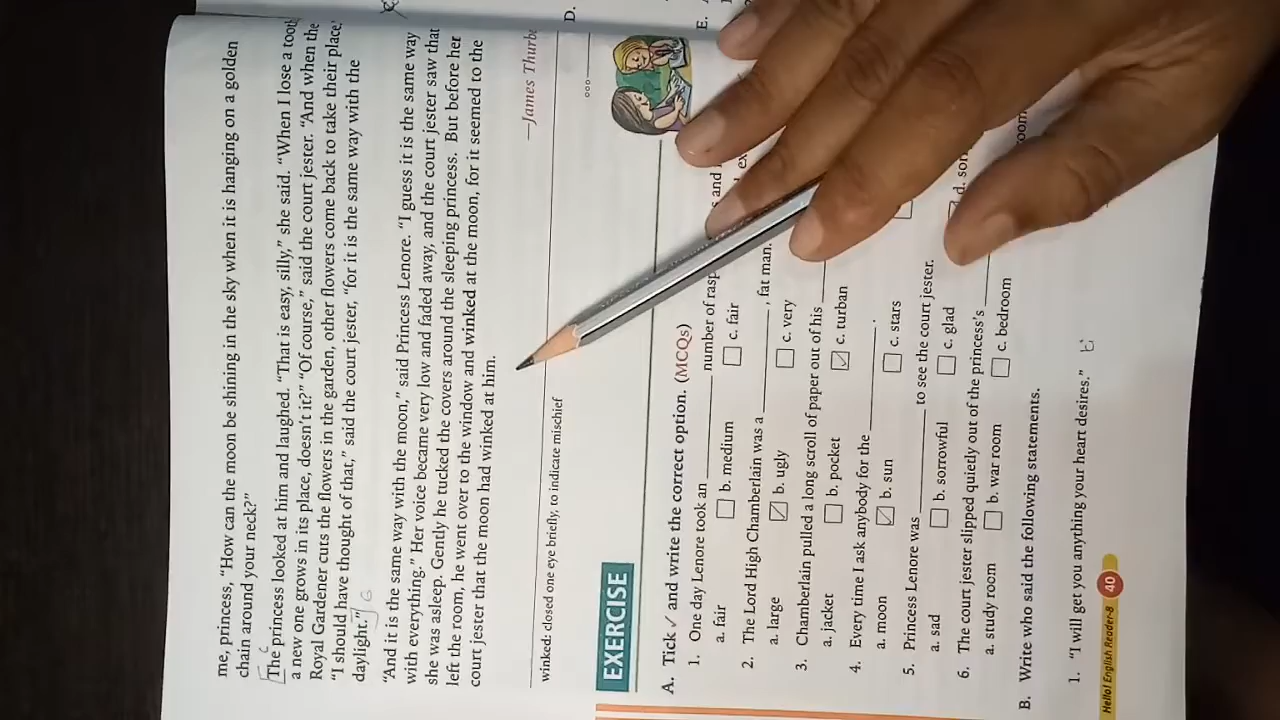 me, princess, “How can the moon be shining in the sky when it is hanging on a golden
chain around your neck?”
The princess looked at him and laughed. “That is easy, silly,” she said. “When I lose a tooth
a new one grows in its place, doesn't it?” “Of course,” said the court jester. “And when the
Royal Gardener cuts the flowers in the garden, other flowers come back to take their place.”
“I should have thought of that,” said the court jester, “for it is the same way with the
daylight.”
“And it is the same way with the moon,” said Princess Lenore. “I guess it is the same way
with everything.” Her voice became very low and faded away, and the court jester saw that
she was asleep. Gently he tucked the covers around the sleeping princess. But before her
left the room, he went over to the window and winked at the moon, for it seemed to the
court jester that the moon had winked at him.
—James Thurbe
winked: closed one eye briefly, to indicate mischief
EXERCISE
A. Tick ✓ and write the correct option. (MCQs)
1. One day Lenore took an ______ number of rasp s and
a. fair b. medium c. fair
2. The Lord High Chamberlain was a ______, fat man.
a. large b. ugly c. very
3. Chamberlain pulled a long scroll of paper out of his ______
a. jacket b. pocket c. turban
4. Every time I ask anybody for the ______.
a. moon b. sun c. stars
5. Princess Lenore was ______ to see the court jester.
a. sad b. sorrowful c. glad d. son
6. The court jester slipped quietly out of the princess's ______
a. study room b. war room c. bedroom oom
B. Write who said the following statements.
1. “I will get you anything your heart desires.”
Hello! English Reader-8 40
D.
E.